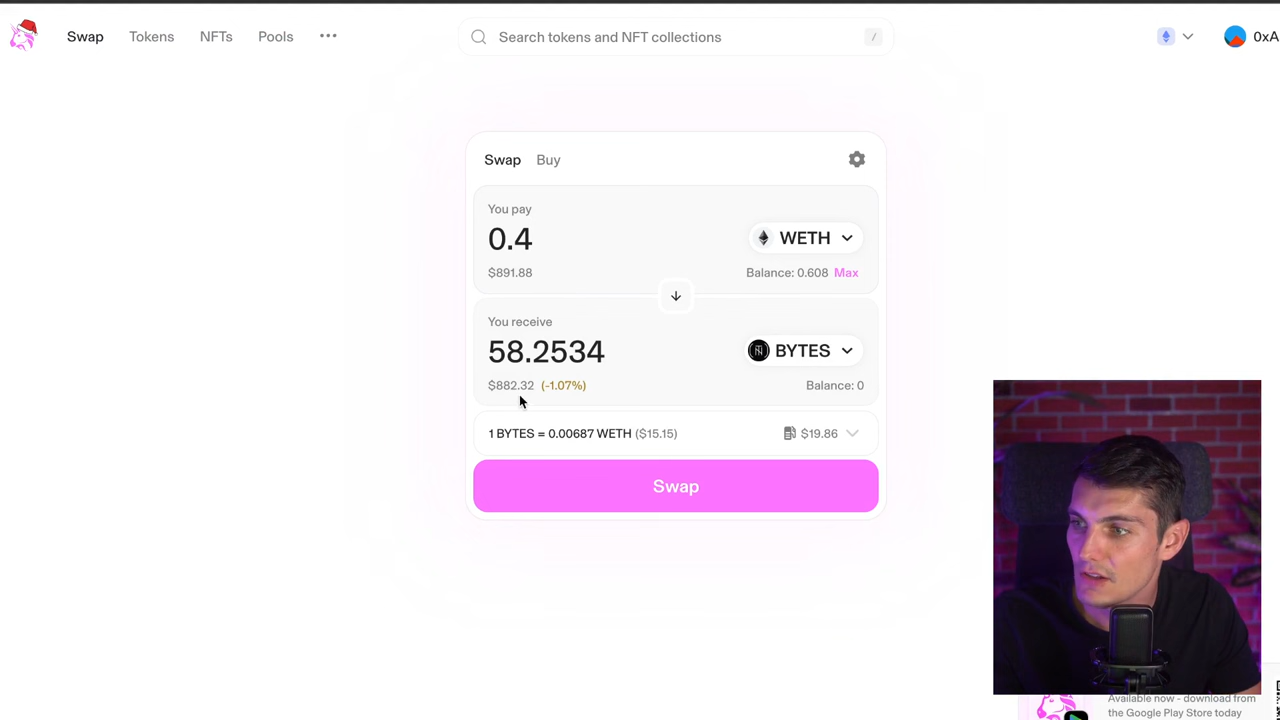 Swap Tokens NFTs Pools
Search tokens and NFT collections
/
0xA
Swap Buy
You pay
0.4 WETH
$891.88 Balance: 0.608 Max
You receive
58.2534 BYTES
$882.32 (-1.07%) Balance: 0
1 BYTES = 0.00687 WETH ($15.15) $19.86
Swap
Available now - download from
the Google Play Store today